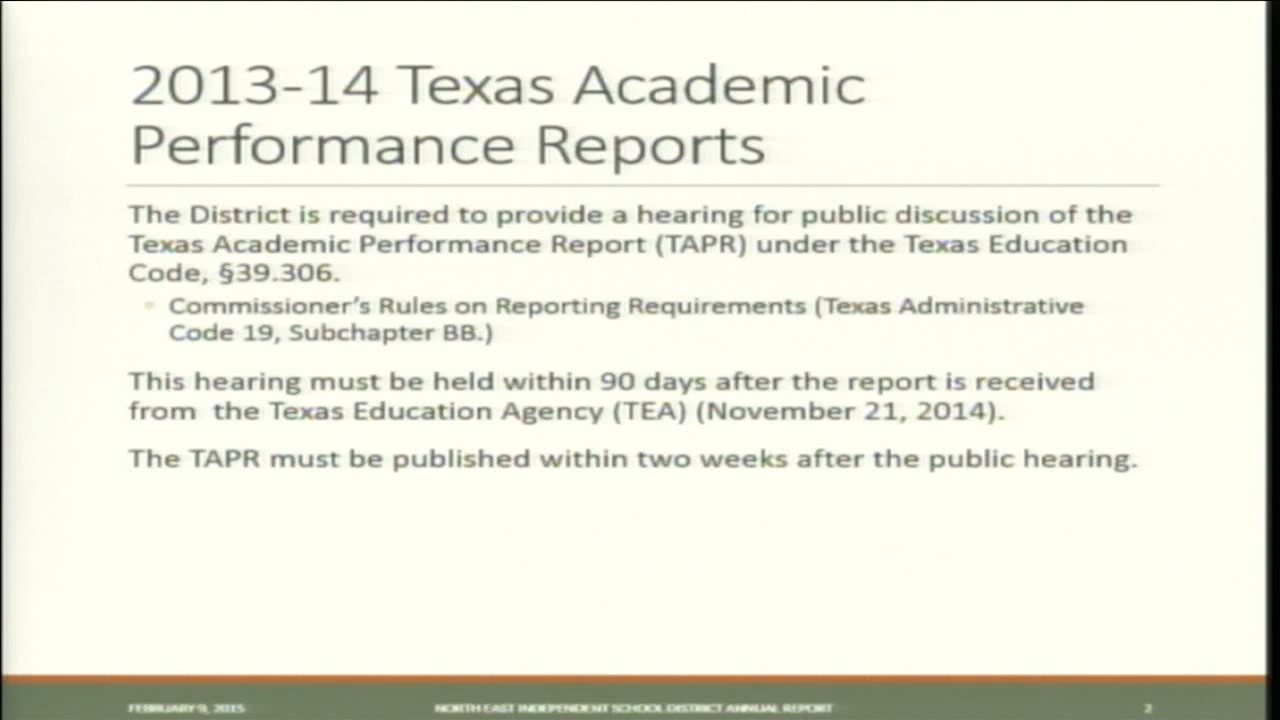 2013-14 Texas Academic
Performance Reports
The District is required to provide a hearing for public discussion of the
Texas Academic Performance Report (TAPR) under the Texas Education
Code, §39.306.
Commissioner's Rules on Reporting Requirements (Texas Administrative
Code 19, Subchapter BB.)
This hearing must be held within 90 days after the report is received
from the Texas Education Agency (TEA) (November 21, 2014).
The TAPR must be published within two weeks after the public hearing.
FEBRUARY 9, 2015 NORTH EAST INDEPENDENT SCHOOL DISTRICT ANNUAL REPORT 2